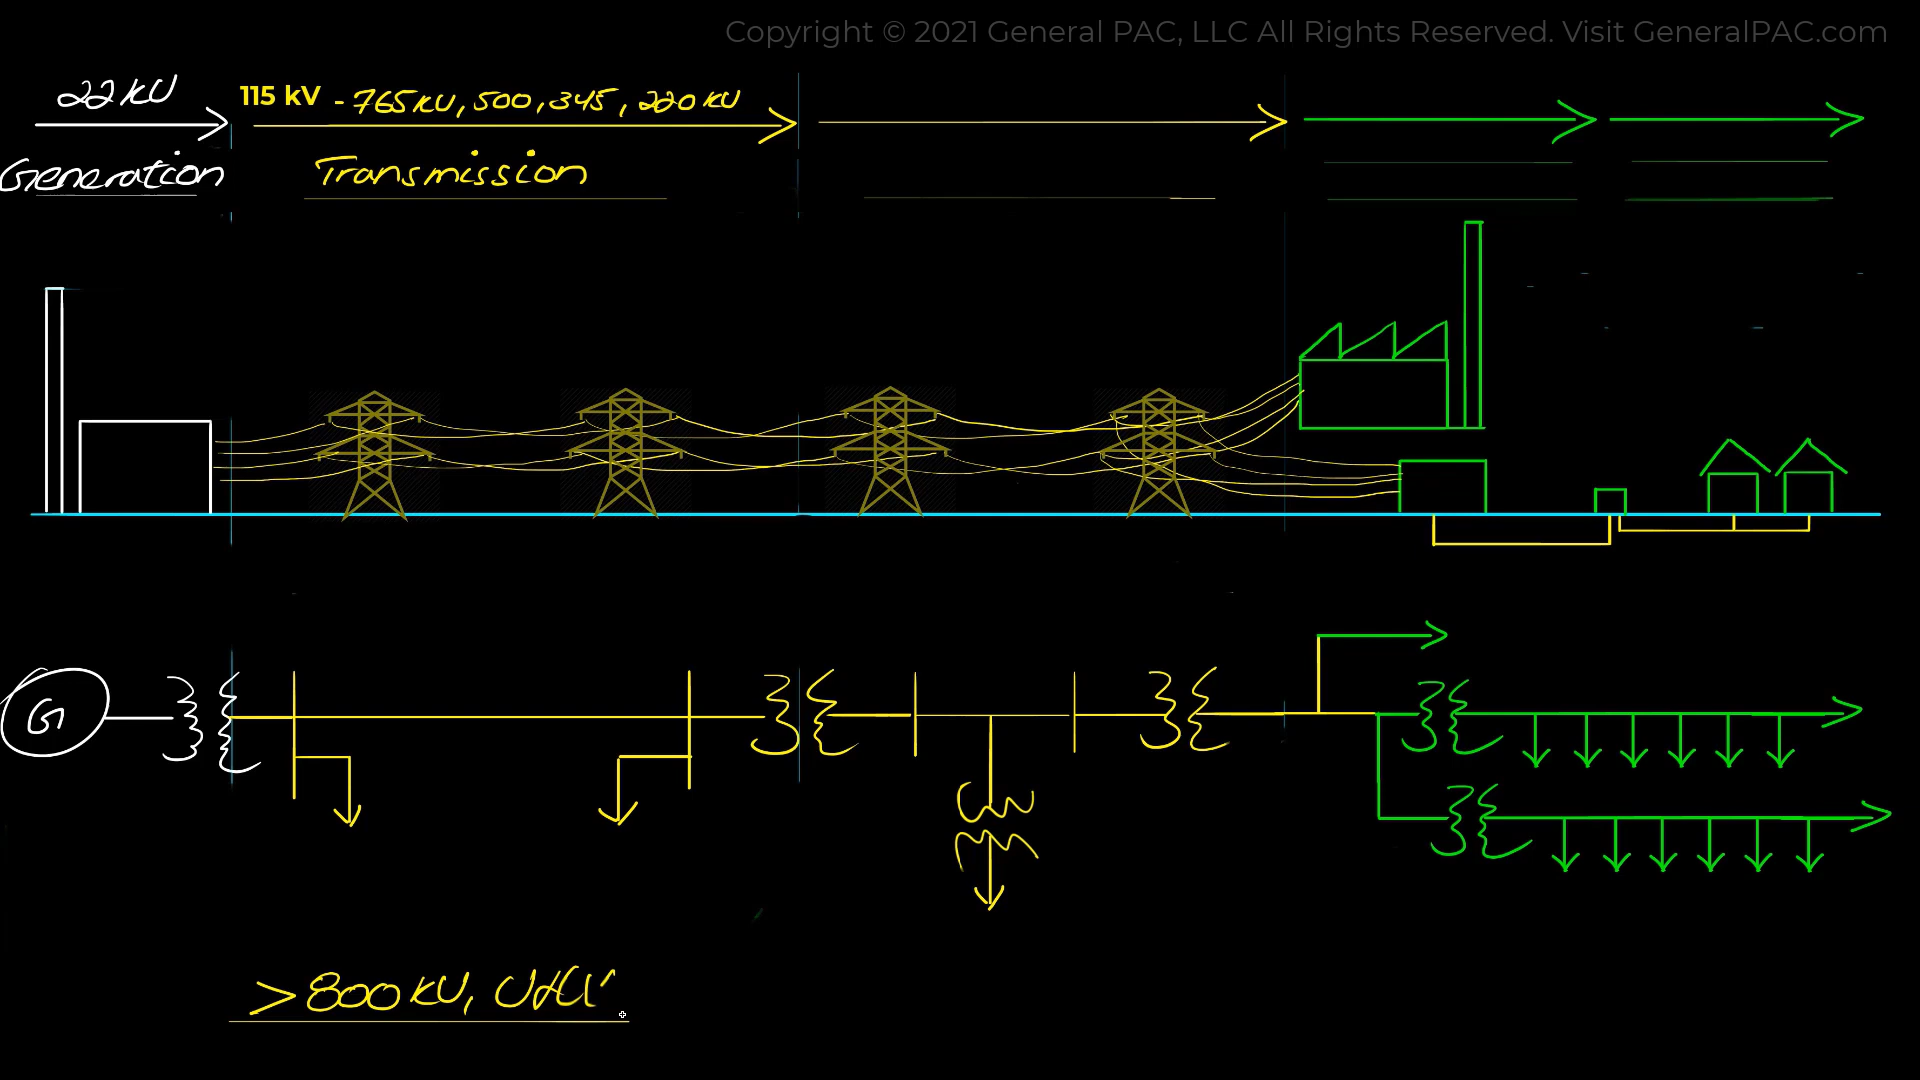 Copyright © 2021 General PAC, LLC All Rights Reserved. Visit GeneralPAC.com
22 kV
115 kV - 765 kV, 500, 345, 220 kV
Generation
Transmission
G
> 800 kV, UHV